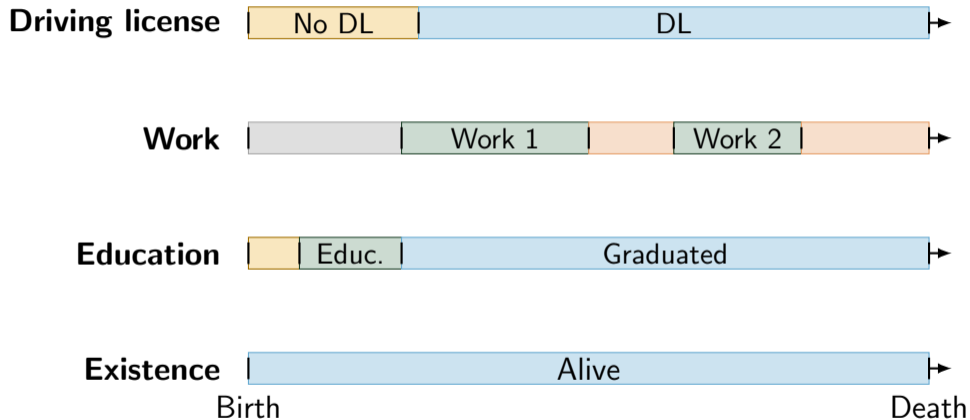 Driving license No DL DL
Work Work 1 Work 2
Education Educ. Graduated
Existence Alive
Birth Death